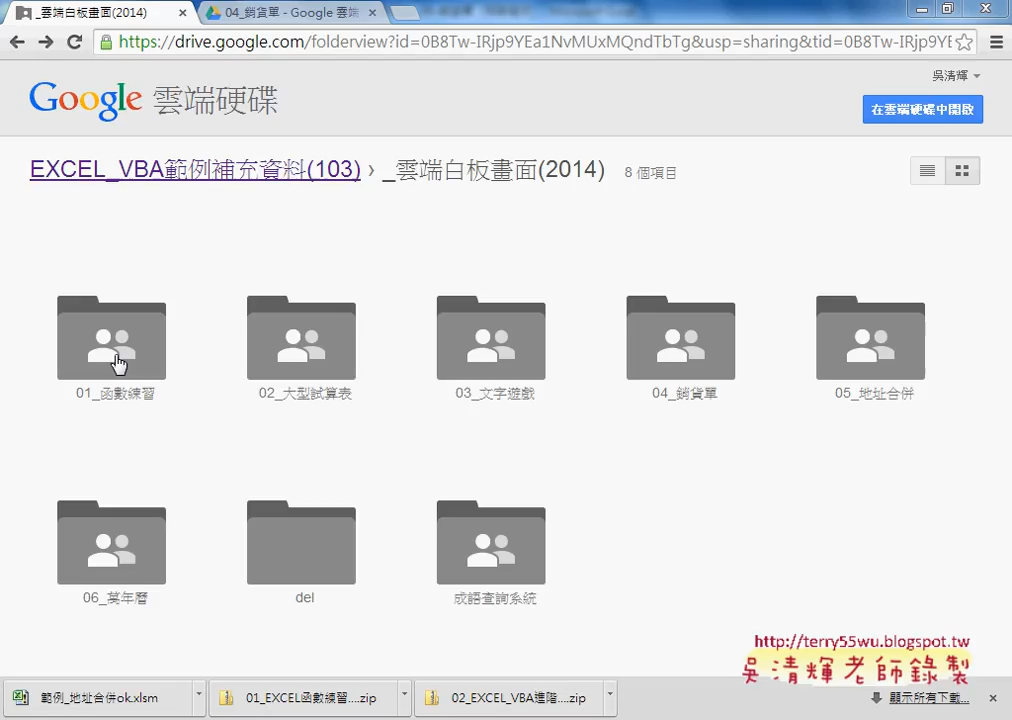 _雲端白板畫面(2014)
04_銷貨單 - Google 雲端
https://drive.google.com/folderview?id=0B8Tw-IRjp9YEa1NvMUxMQndTbTg&usp=sharing&tid=0B8Tw-IRjp9YE
吳清輝
Google 雲端硬碟
在雲端硬碟中開啟
EXCEL_VBA範例補充資料(103) › _雲端白板畫面(2014) 8 個項目
01_函數練習
02_大型試算表
03_文字遊戲
04_銷貨單
05_地址合併
06_萬年曆
del
成語查詢系統
http://terry55wu.blogspot.tw
吳清輝老師錄製
範例_地址合併ok.xlsm
01_EXCEL函數練習....zip
02_EXCEL_VBA進階....zip
顯示所有下載...